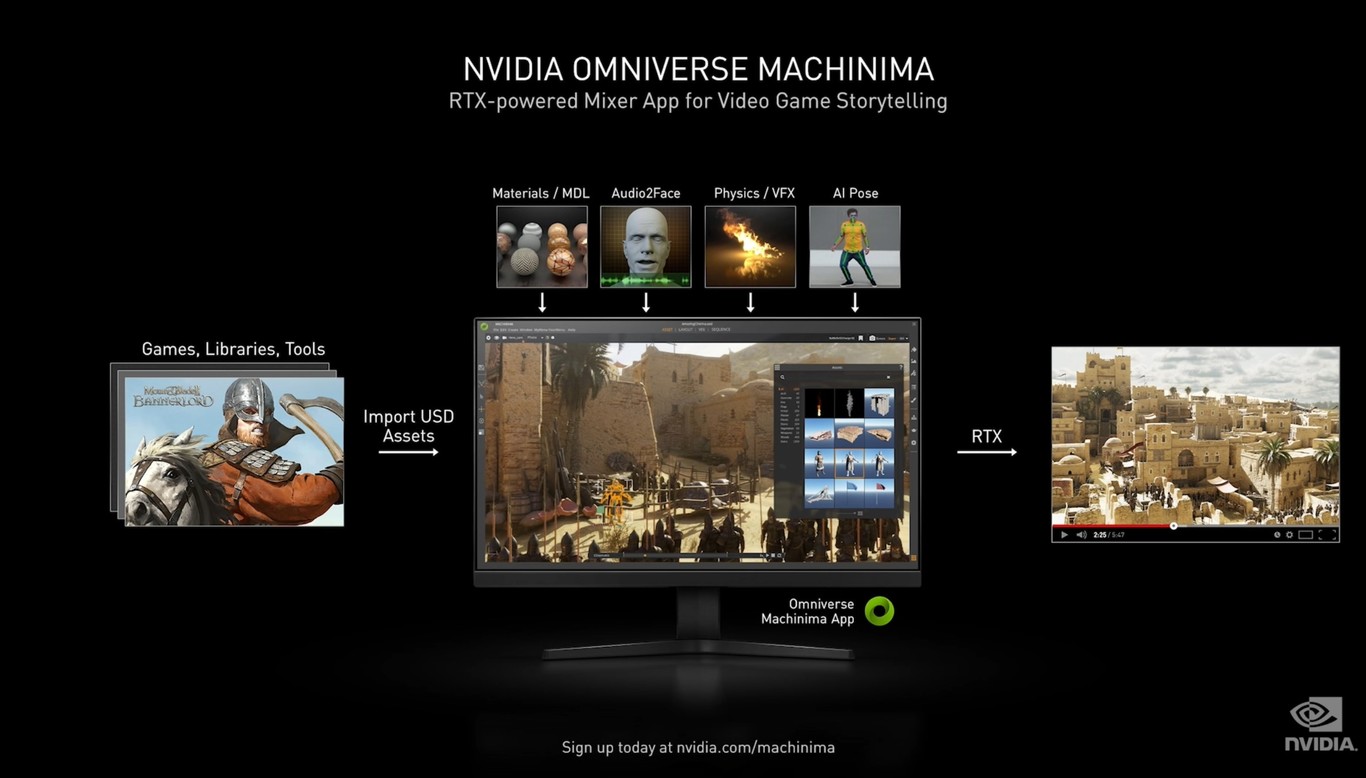 NVIDIA OMNIVERSE MACHINIMA
RTX-powered Mixer App for Video Game Storytelling
Materials / MDL
Audio2Face
Physics / VFX
AI Pose
Games, Libraries, Tools
MOUNT & BLADE II
BANNERLORD
Import USD
Assets
RTX
2:25 / 5:47
Omniverse
Machinima App
Sign up today at nvidia.com/machinima
NVIDIA.